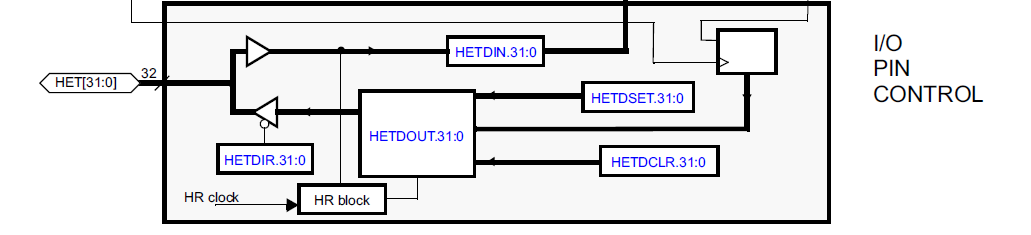 I/O
PIN
CONTROL
HETDIN.31:0
32
HET[31:0]
HETDSET.31:0
HETDOUT.31:0
HETDIR.31:0
HETDCLR.31:0
HR clock
HR block